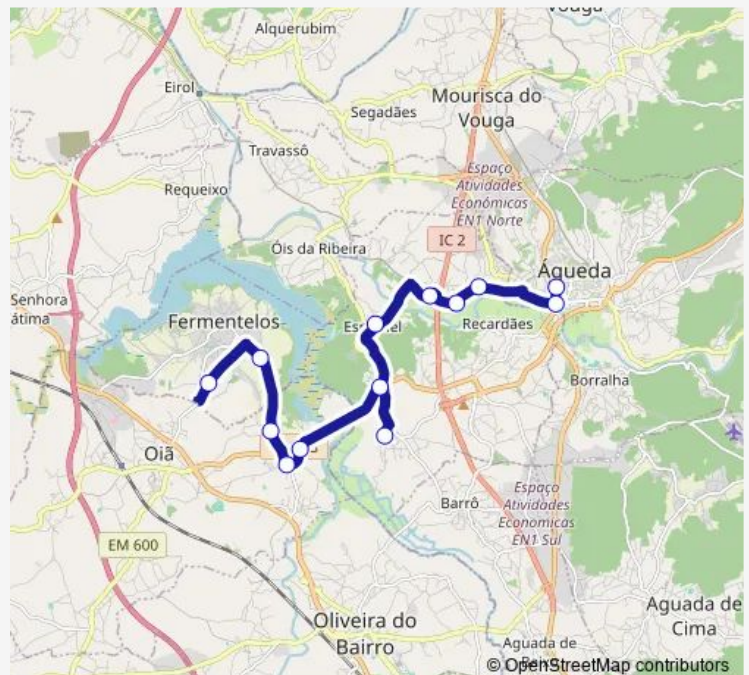 Vouga
Alquerubim
Eirol
Mourisca do
Vouga
Segadães
Travassô
Espaço
Atividades
Económicas
EN1 Norte
Requeixo
IC 2
Óis da Ribeira
Águeda
Senhora
átima
Fermentelos
Recardães
Borralha
Oiã
Barrô
Espaço
Atividades
Economicas
EN1 Sul
EM 600
Aguada de
Cima
Oliveira do
Bairro
Aguada de
© OpenStreetMap contributors